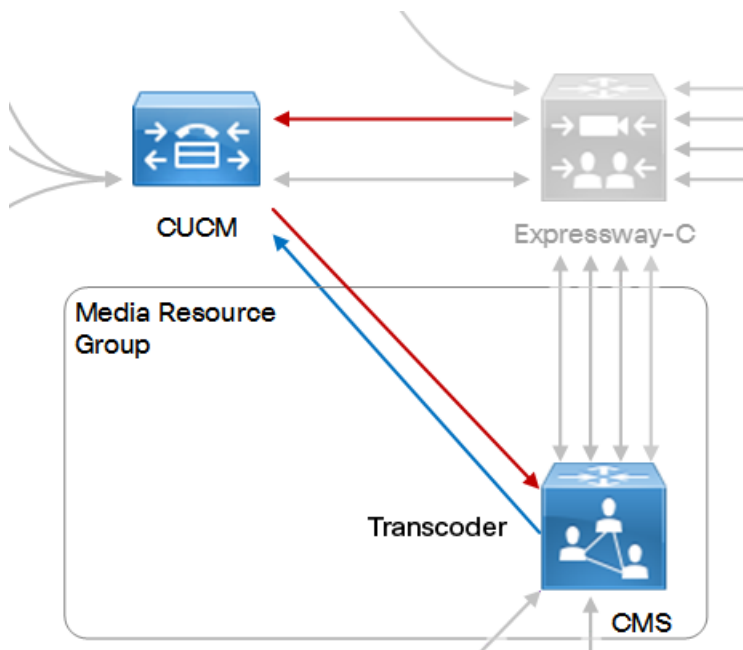 CUCM
Expressway-C
Media Resource
Group
Transcoder
CMS